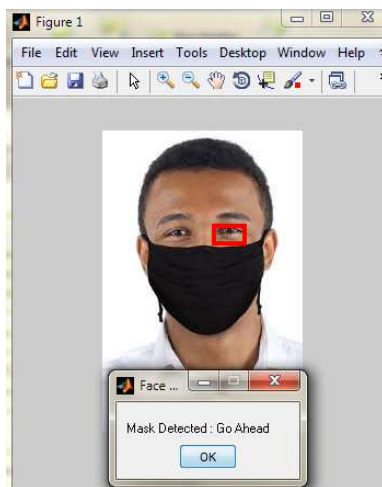 Figure 1
File Edit View Insert Tools Desktop Window Help
Face ...
Mask Detected : Go Ahead
OK